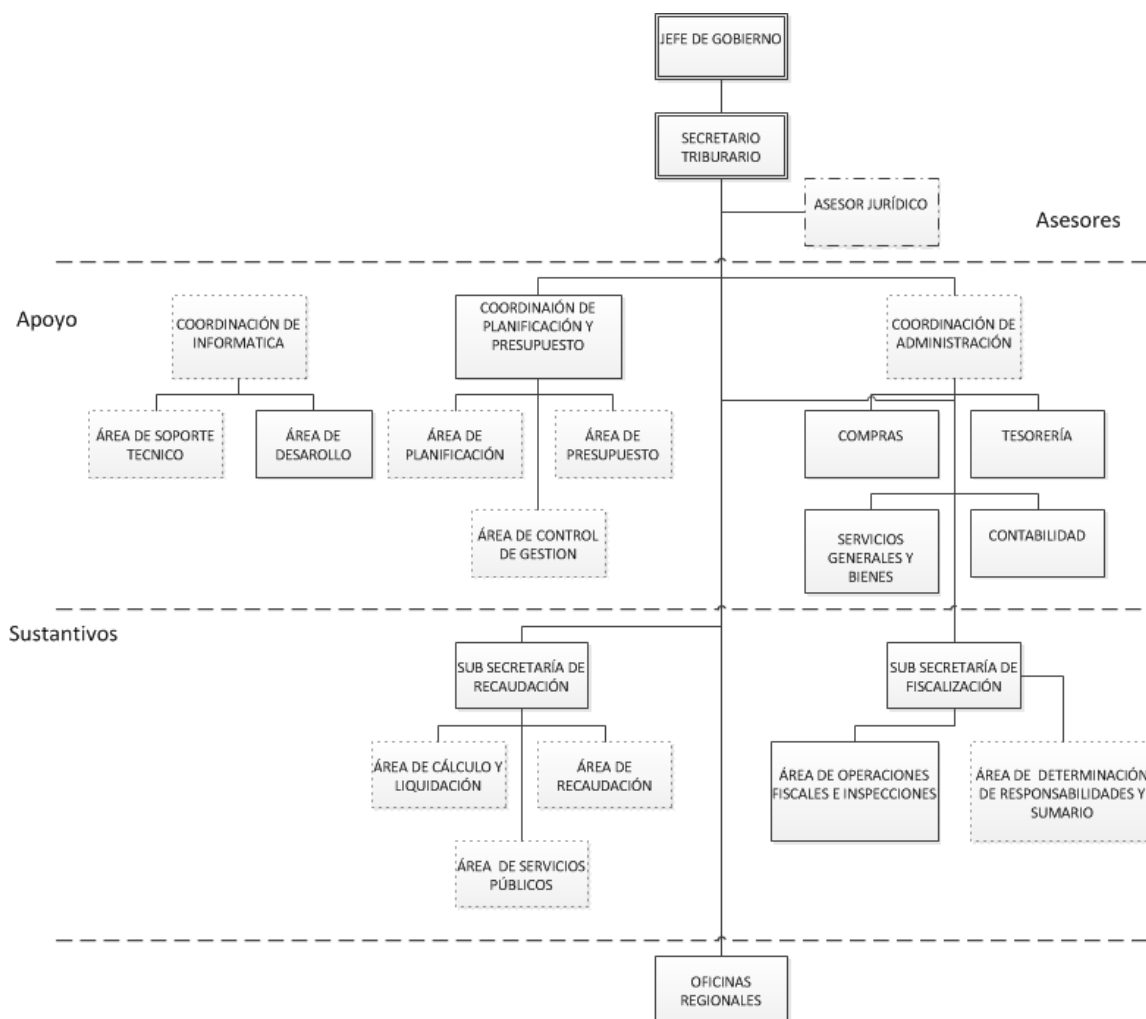 JEFE DE GOBIERNO
SECRETARIO
TRIBURARIO
ASESOR JURÍDICO
Asesores
Apoyo
COORDINACIÓN DE
INFORMATICA
COORDINAIÓN DE
PLANIFICACIÓN Y
PRESUPUESTO
COORDINACIÓN DE
ADMINISTRACIÓN
ÁREA DE SOPORTE
TECNICO
ÁREA DE
DESAROLLO
ÁREA DE
PLANIFICACIÓN
ÁREA DE
PRESUPUESTO
COMPRAS
TESORERÍA
ÁREA DE CONTROL
DE GESTION
SERVICIOS
GENERALES Y
BIENES
CONTABILIDAD
Sustantivos
SUB SECRETARÍA DE
RECAUDACIÓN
SUB SECRETARÍA DE
FISCALIZACIÓN
ÁREA DE CÁLCULO Y
LIQUIDACIÓN
ÁREA DE
RECAUDACIÓN
ÁREA DE OPERACIONES
FISCALES E INSPECCIONES
ÁREA DE DETERMINACIÓN
DE RESPONSABILIDADES Y
SUMARIO
ÁREA DE SERVICIOS
PÚBLICOS
OFICINAS
REGIONALES